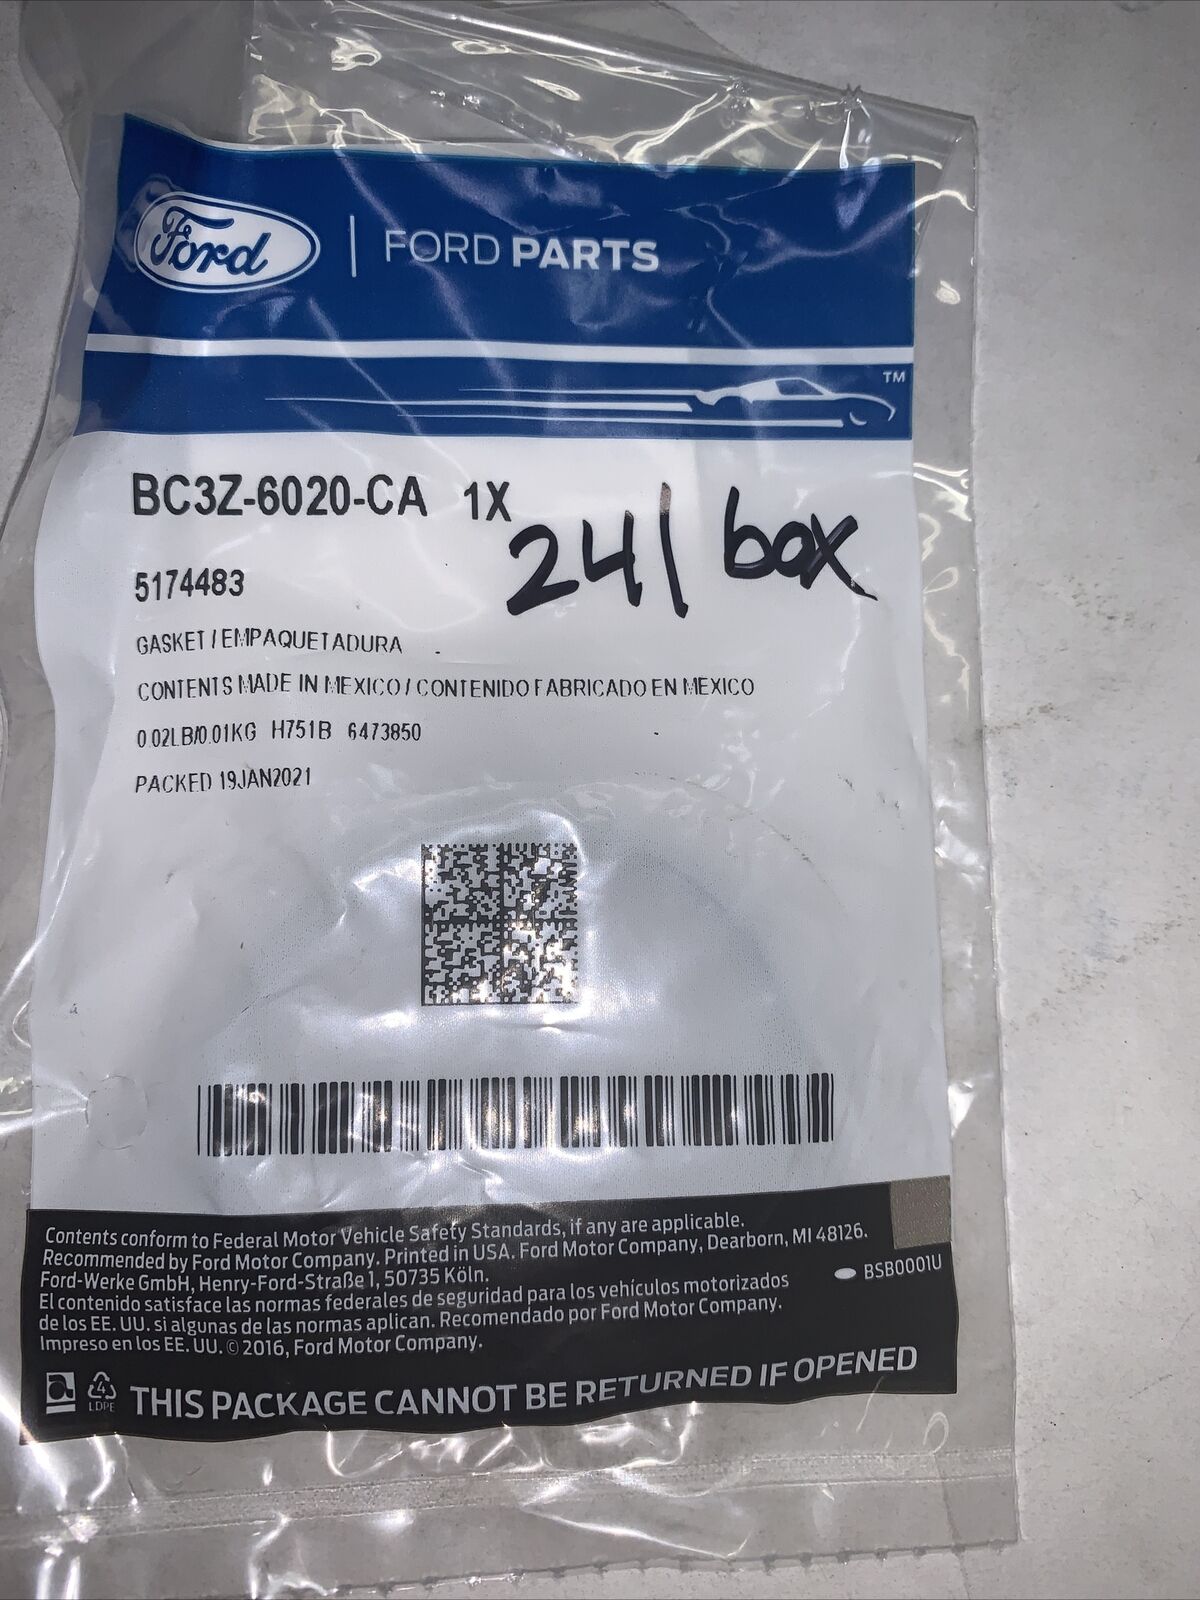 Ford | FORD PARTS
TM
BC3Z-6020-CA 1X
24/ box
5174483
GASKET / EMPAQUETADURA
CONTENTS MADE IN MEXICO / CONTENIDO FABRICADO EN MEXICO
0.02LB/0.01KG H751B 6473850
PACKED 19JAN2021
Contents conform to Federal Motor Vehicle Safety Standards, if any are applicable.
Recommended by Ford Motor Company. Printed in USA. Ford Motor Company, Dearborn, MI 48126.
Ford-Werke GmbH, Henry-Ford-Straße 1, 50735 Köln.
El contenido satisface las normas federales de seguridad para los vehículos motorizados
de los EE. UU. si algunas de las normas aplican. Recomendado por Ford Motor Company.
Impreso en los EE. UU. © 2016, Ford Motor Company.
BSB0001U
4
LDPE
THIS PACKAGE CANNOT BE RETURNED IF OPENED